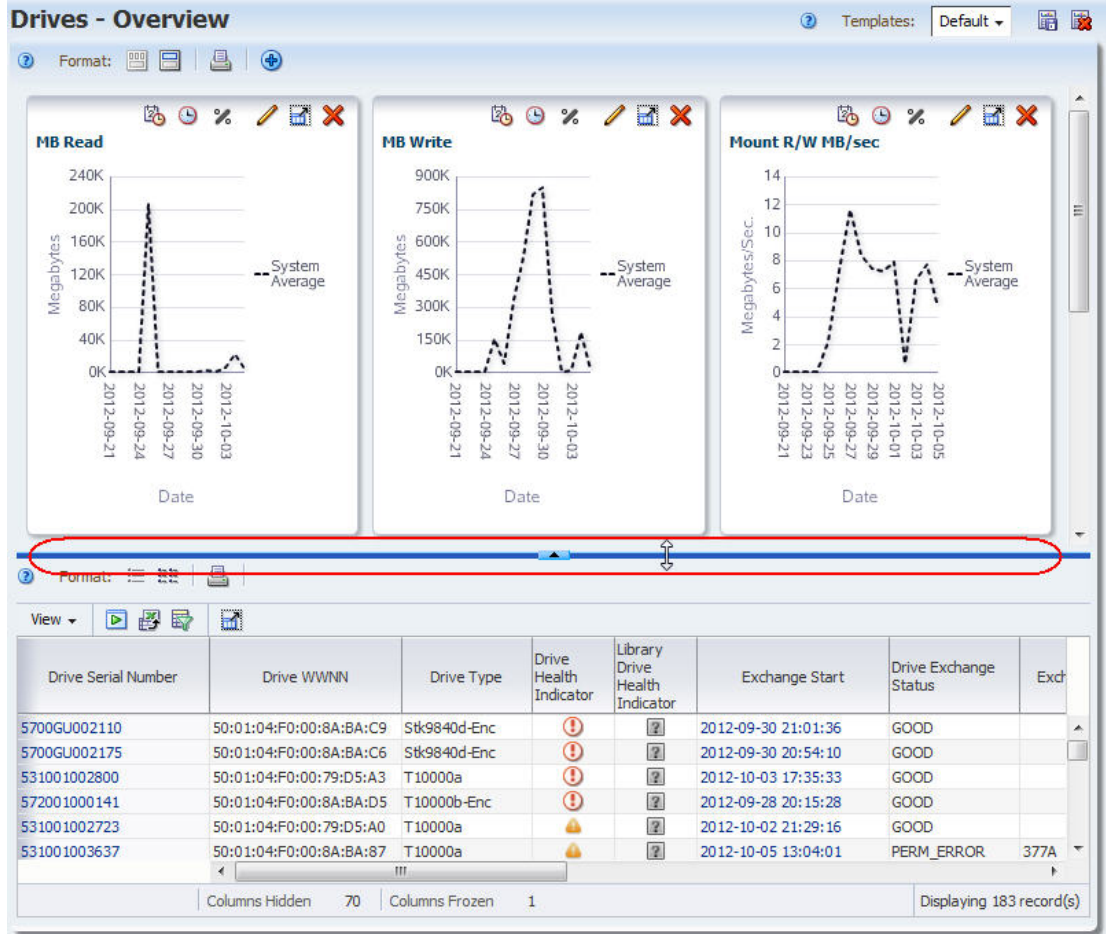 Drives - Overview
Templates: Default
Format:
MB Read
240K
200K
160K
120K
80K
40K
0K
Megabytes
System
Average
2012-09-21
2012-09-24
2012-09-27
2012-09-30
2012-10-03
Date
MB Write
900K
750K
600K
450K
300K
150K
0K
Megabytes
System
Average
2012-09-21
2012-09-24
2012-09-27
2012-09-30
2012-10-03
Date
Mount R/W MB/sec
14
12
10
8
6
4
2
0
Megabytes/Sec.
System
Average
2012-09-21
2012-09-23
2012-09-25
2012-09-27
2012-09-29
2012-10-01
2012-10-03
2012-10-05
Date
Format:
View
Drive Serial Number Drive WWNN Drive Type Drive Health Indicator Library Drive Health Indicator Exchange Start Drive Exchange Status Exch
5700GU002110 50:01:04:F0:00:8A:BA:C9 Stk9840d-Enc 2012-09-30 21:01:36 GOOD
5700GU002175 50:01:04:F0:00:8A:BA:C6 Stk9840d-Enc 2012-09-30 20:54:10 GOOD
531001002800 50:01:04:F0:00:79:D5:A3 T10000a 2012-10-03 17:35:33 GOOD
572001000141 50:01:04:F0:00:8A:BA:D5 T10000b-Enc 2012-09-28 20:15:28 GOOD
531001002723 50:01:04:F0:00:79:D5:A0 T10000a 2012-10-02 21:29:16 GOOD
531001003637 50:01:04:F0:00:8A:BA:87 T10000a 2012-10-05 13:04:01 PERM_ERROR 377A
Columns Hidden 70 Columns Frozen 1 Displaying 183 record(s)